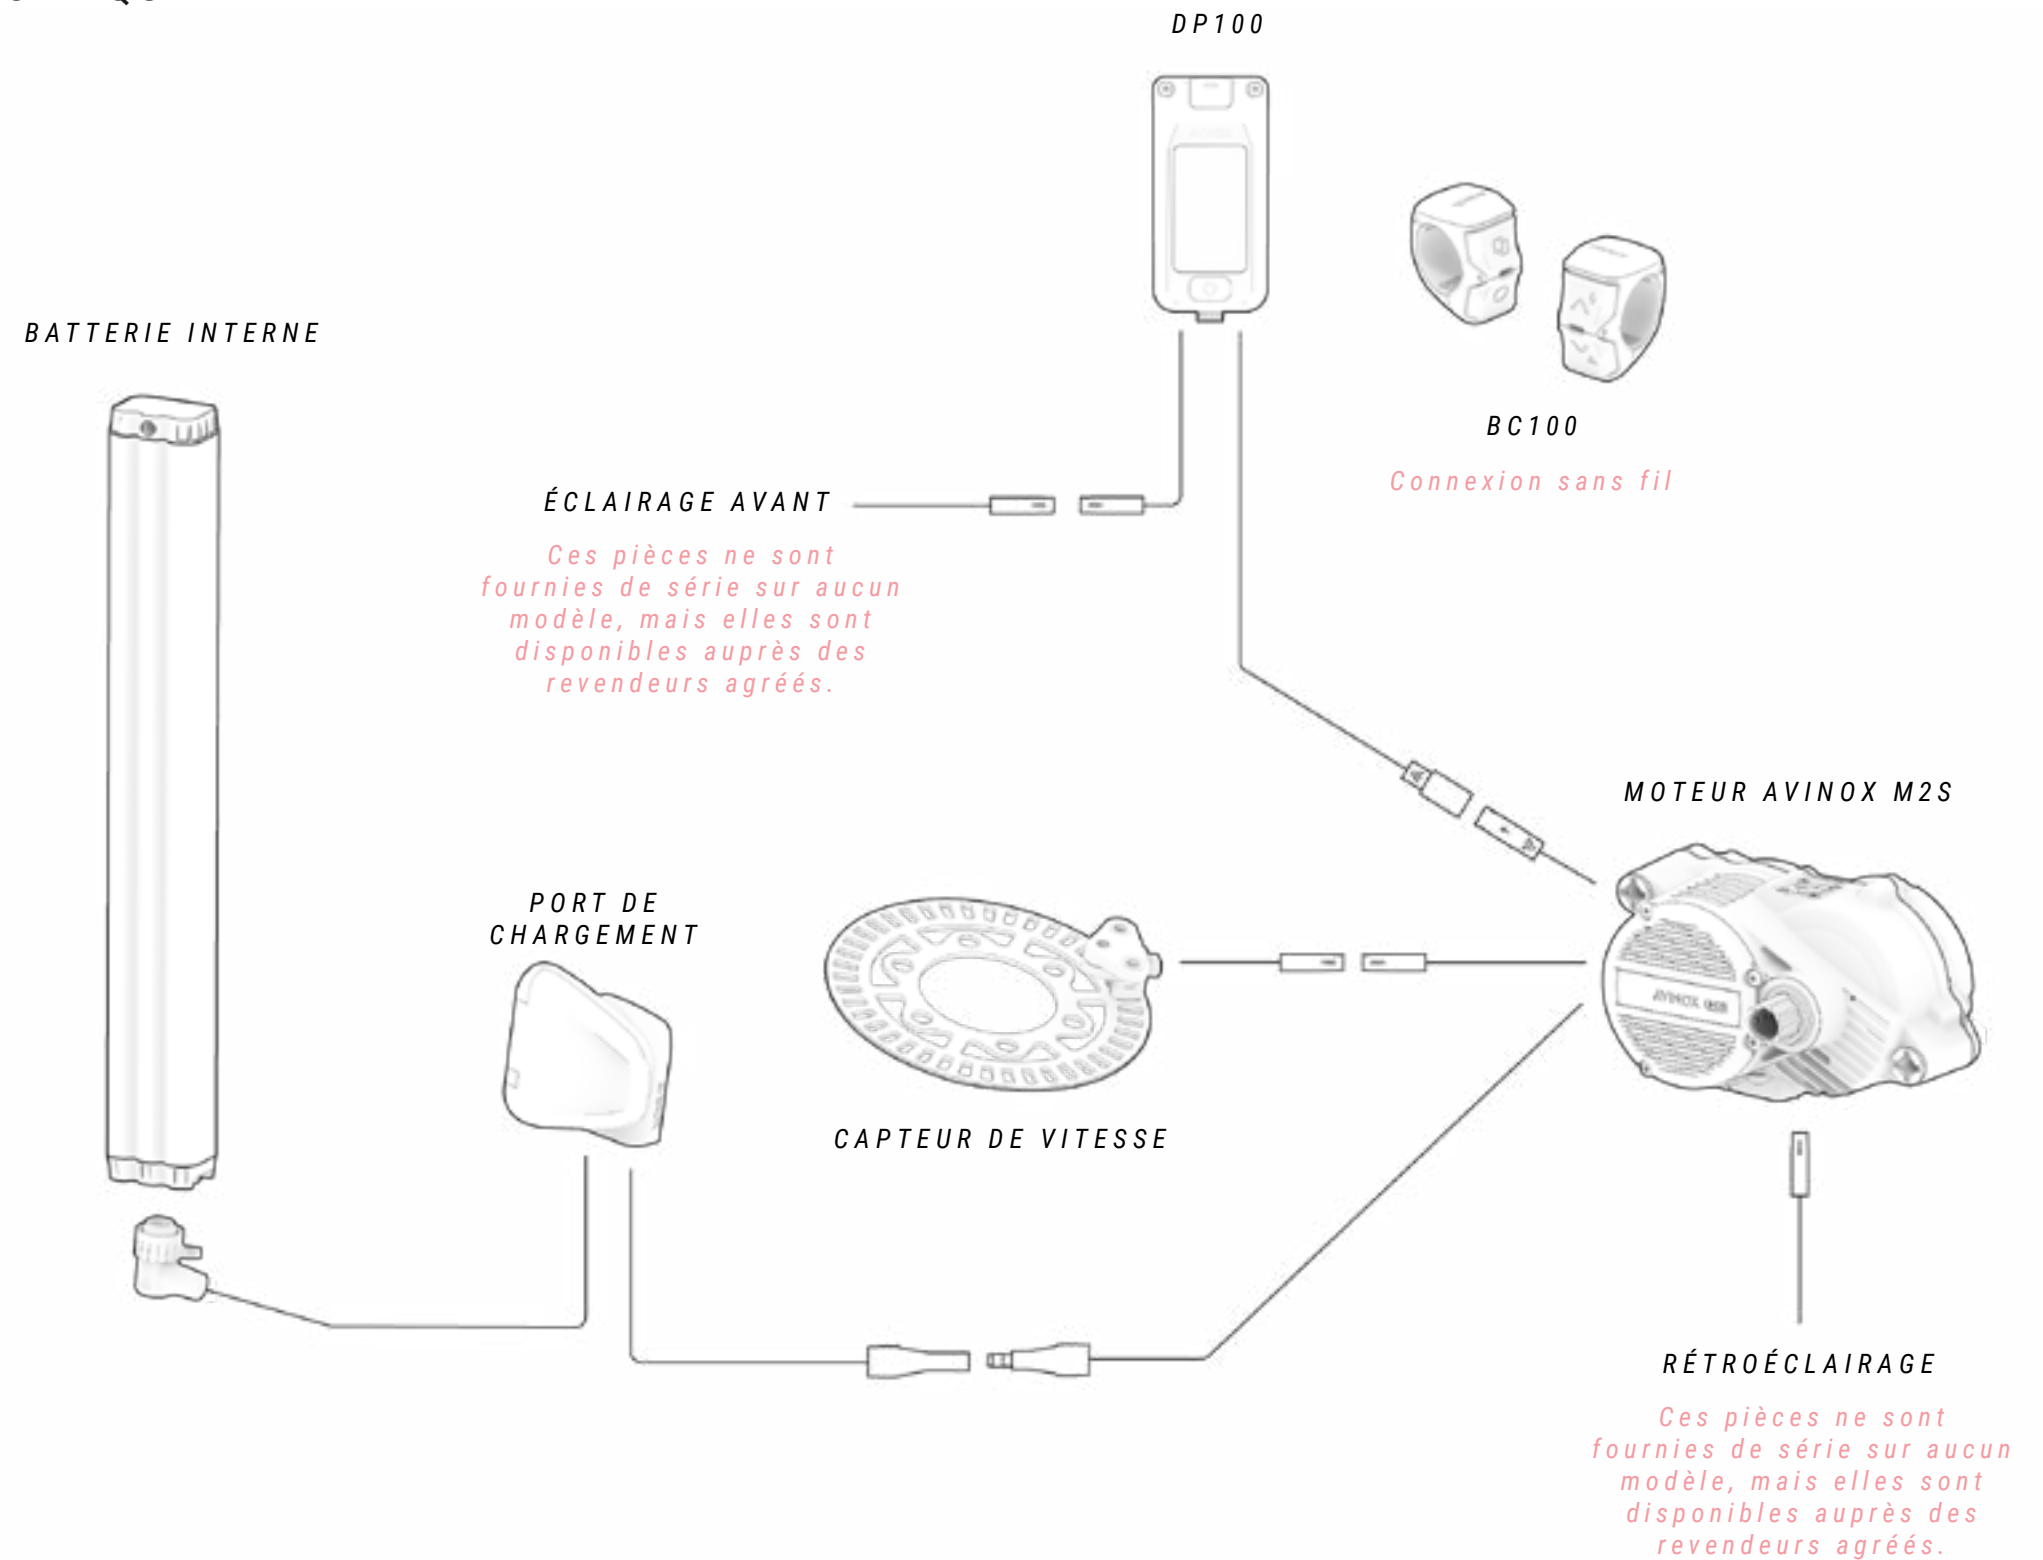 DP100
BATTERIE INTERNE
BC100
Connexion sans fil
ÉCLAIRAGE AVANT
Ces pièces ne sont
fournies de série sur aucun
modèle, mais elles sont
disponibles auprès des
revendeurs agréés.
MOTEUR AVINOX M2S
PORT DE
CHARGEMENT
AVINOX
CAPTEUR DE VITESSE
RÉTROÉCLAIRAGE
Ces pièces ne sont
fournies de série sur aucun
modèle, mais elles sont
disponibles auprès des
revendeurs agréés.